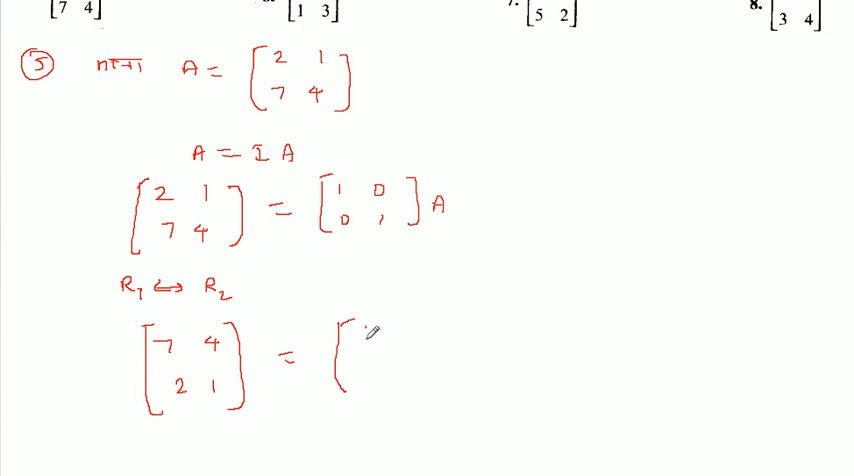 [7 4] [1 3] 7. [5 2] 8. [3 4]
⑤ माना A = [2 1
7 4]
A = I A
[2 1
7 4] = [1 0
0 1] A
R₁ ⇔ R₂
[7 4
2 1] = [